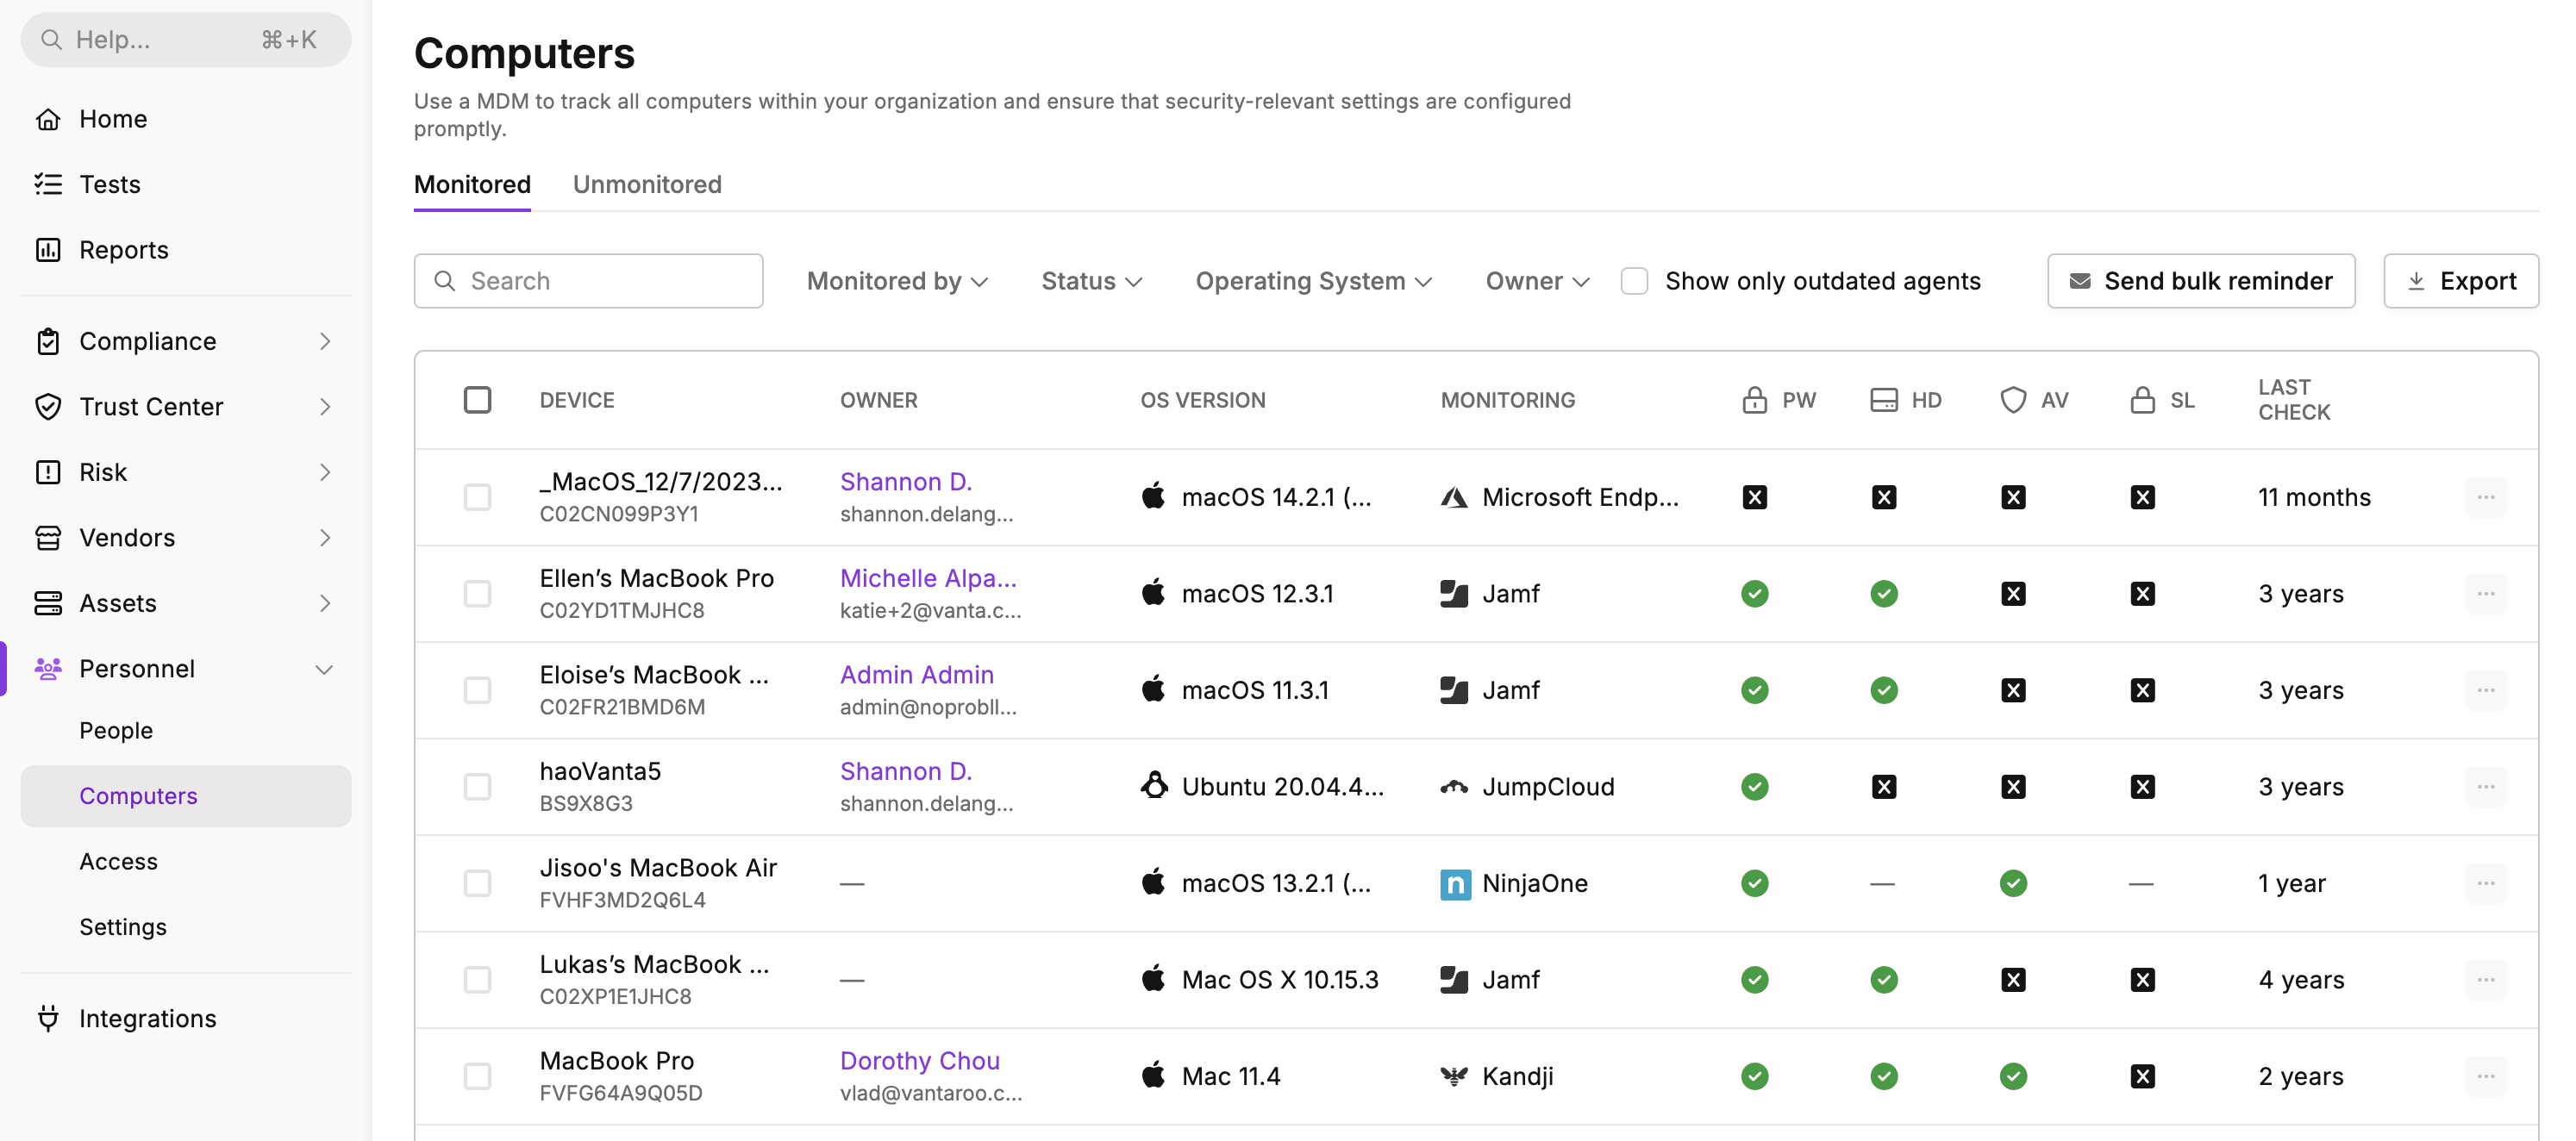 Help... ⌘+K
Home
Tests
Reports
Compliance
Trust Center
Risk
Vendors
Assets
Personnel
People
Computers
Access
Settings
Integrations
Computers
Use a MDM to track all computers within your organization and ensure that security-relevant settings are configured
promptly.
Monitored Unmonitored
Search Monitored by Status Operating System Owner Show only outdated agents Send bulk reminder Export
DEVICE OWNER OS VERSION MONITORING PW HD AV SL LAST
CHECK
_MacOS_12/7/2023... Shannon D. macOS 14.2.1 (... Microsoft Endp... 11 months
C02CN099P3Y1 shannon.delang...
Ellen’s MacBook Pro Michelle Alpa... macOS 12.3.1 Jamf 3 years
C02YD1TMJHC8 katie+2@vanta.c...
Eloise’s MacBook ... Admin Admin macOS 11.3.1 Jamf 3 years
C02FR21BMD6M admin@noprobll...
haoVanta5 Shannon D. Ubuntu 20.04.4... JumpCloud 3 years
BS9X8G3 shannon.delang...
Jisoo's MacBook Air — macOS 13.2.1 (... n NinjaOne — — 1 year
FVHF3MD2Q6L4
Lukas’s MacBook ... — Mac OS X 10.15.3 Jamf 4 years
C02XP1E1JHC8
MacBook Pro Dorothy Chou Mac 11.4 Kandji 2 years
FVFG64A9Q05D vlad@vantaroo.c...